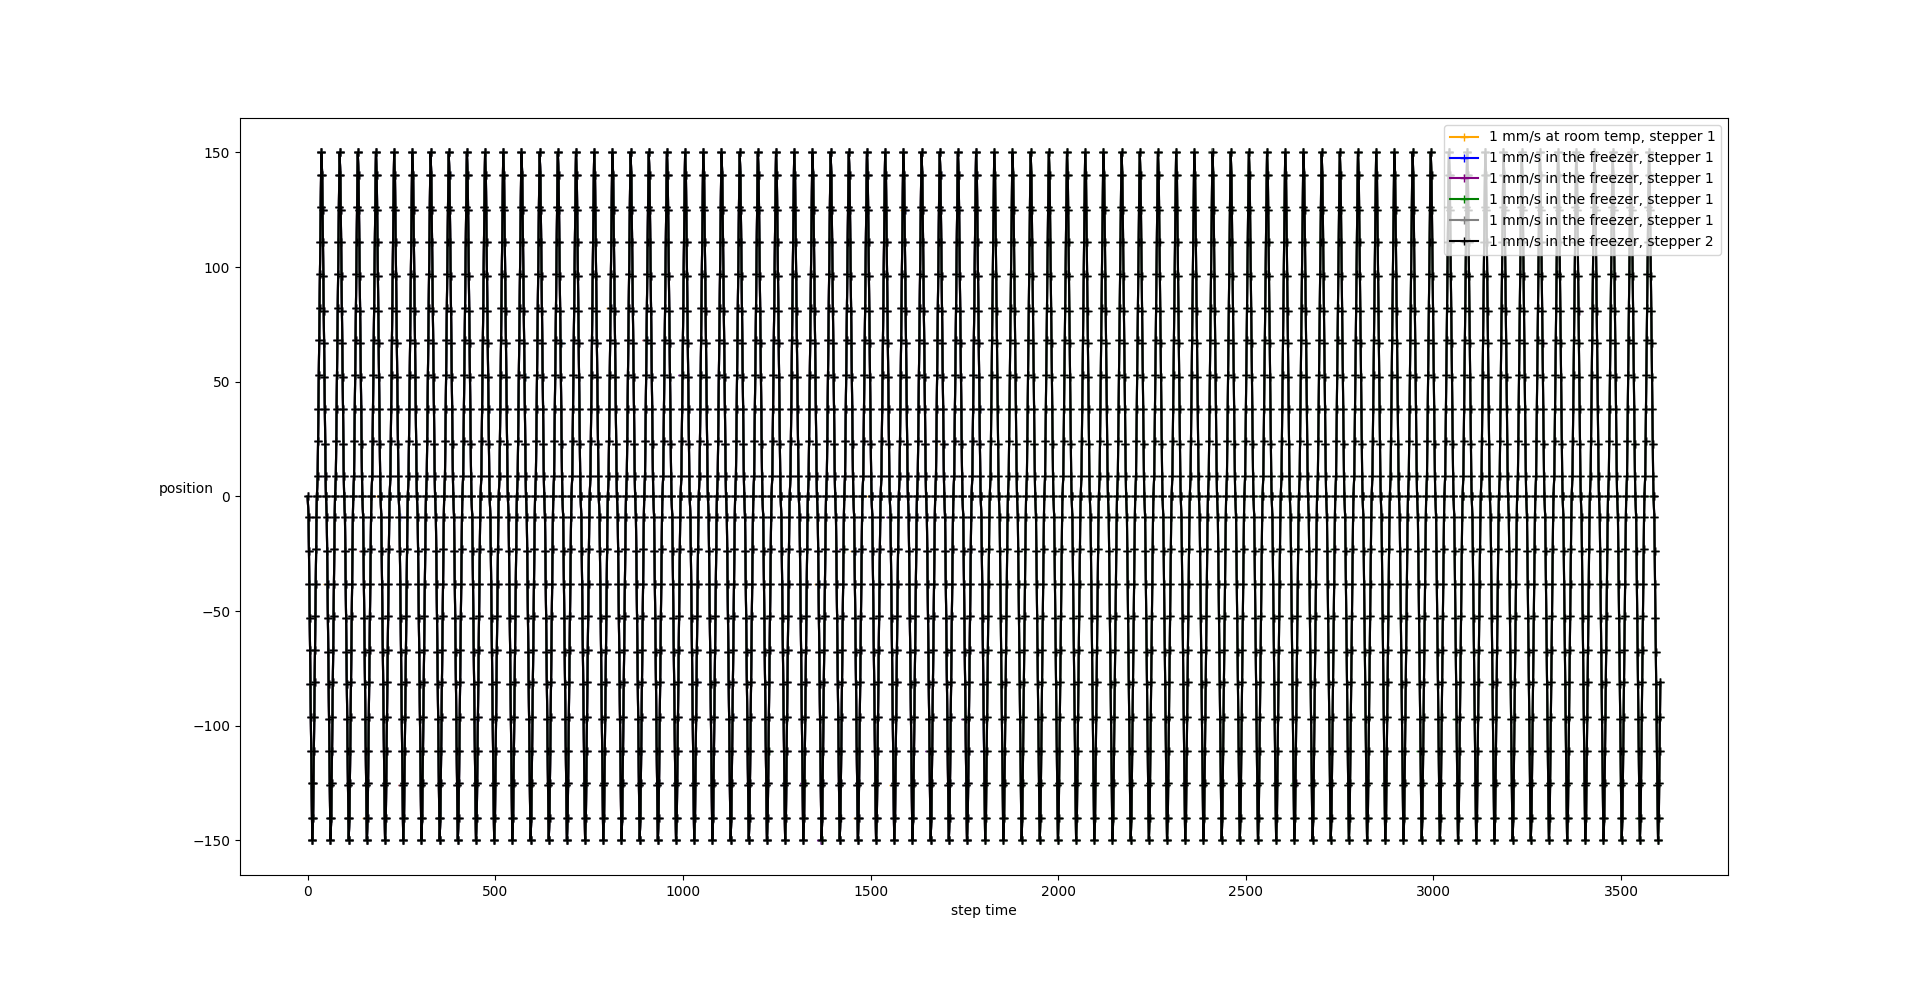 1 mm/s at room temp, stepper 1
1 mm/s in the freezer, stepper 1
1 mm/s in the freezer, stepper 1
1 mm/s in the freezer, stepper 1
1 mm/s in the freezer, stepper 1
1 mm/s in the freezer, stepper 2
150
100
50
position
0
−50
−100
−150
0 500 1000 1500 2000 2500 3000 3500
step time